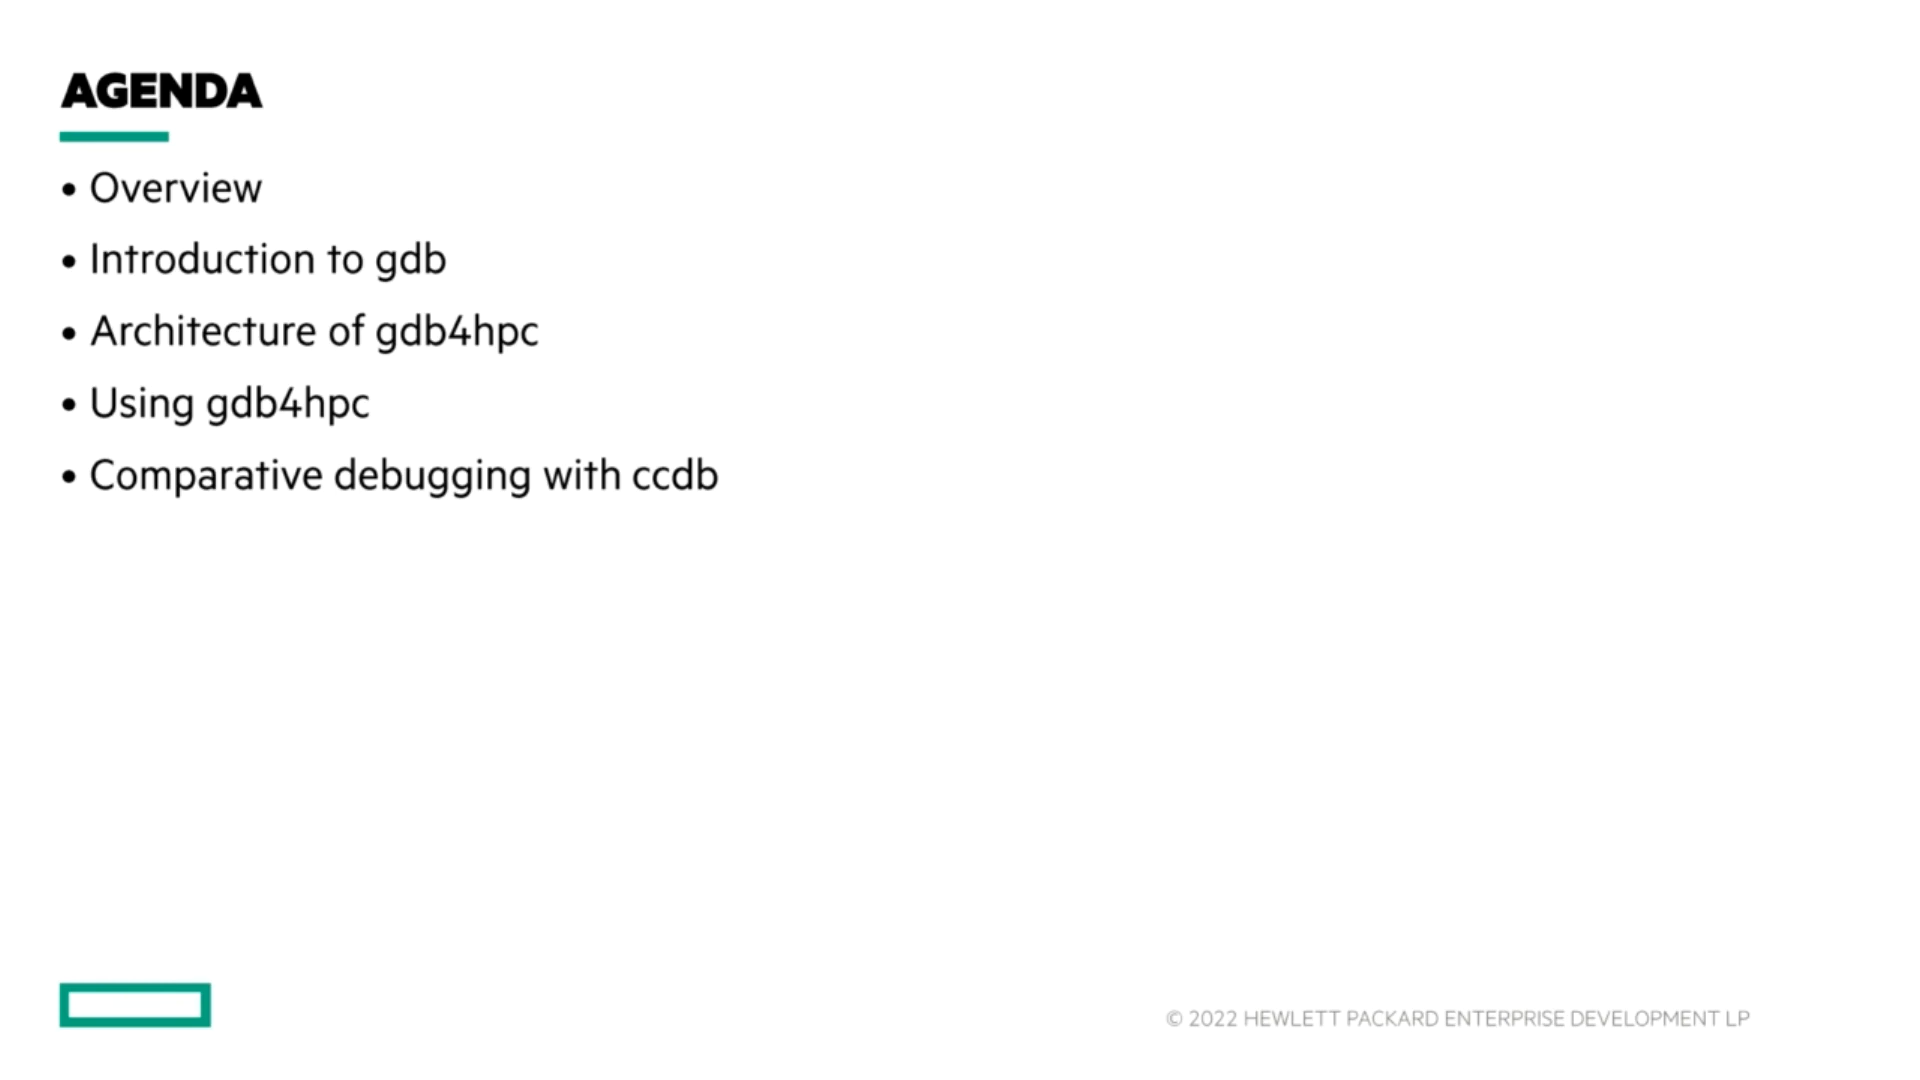 AGENDA
• Overview
• Introduction to gdb
• Architecture of gdb4hpc
• Using gdb4hpc
• Comparative debugging with ccdb
© 2022 HEWLETT PACKARD ENTERPRISE DEVELOPMENT LP